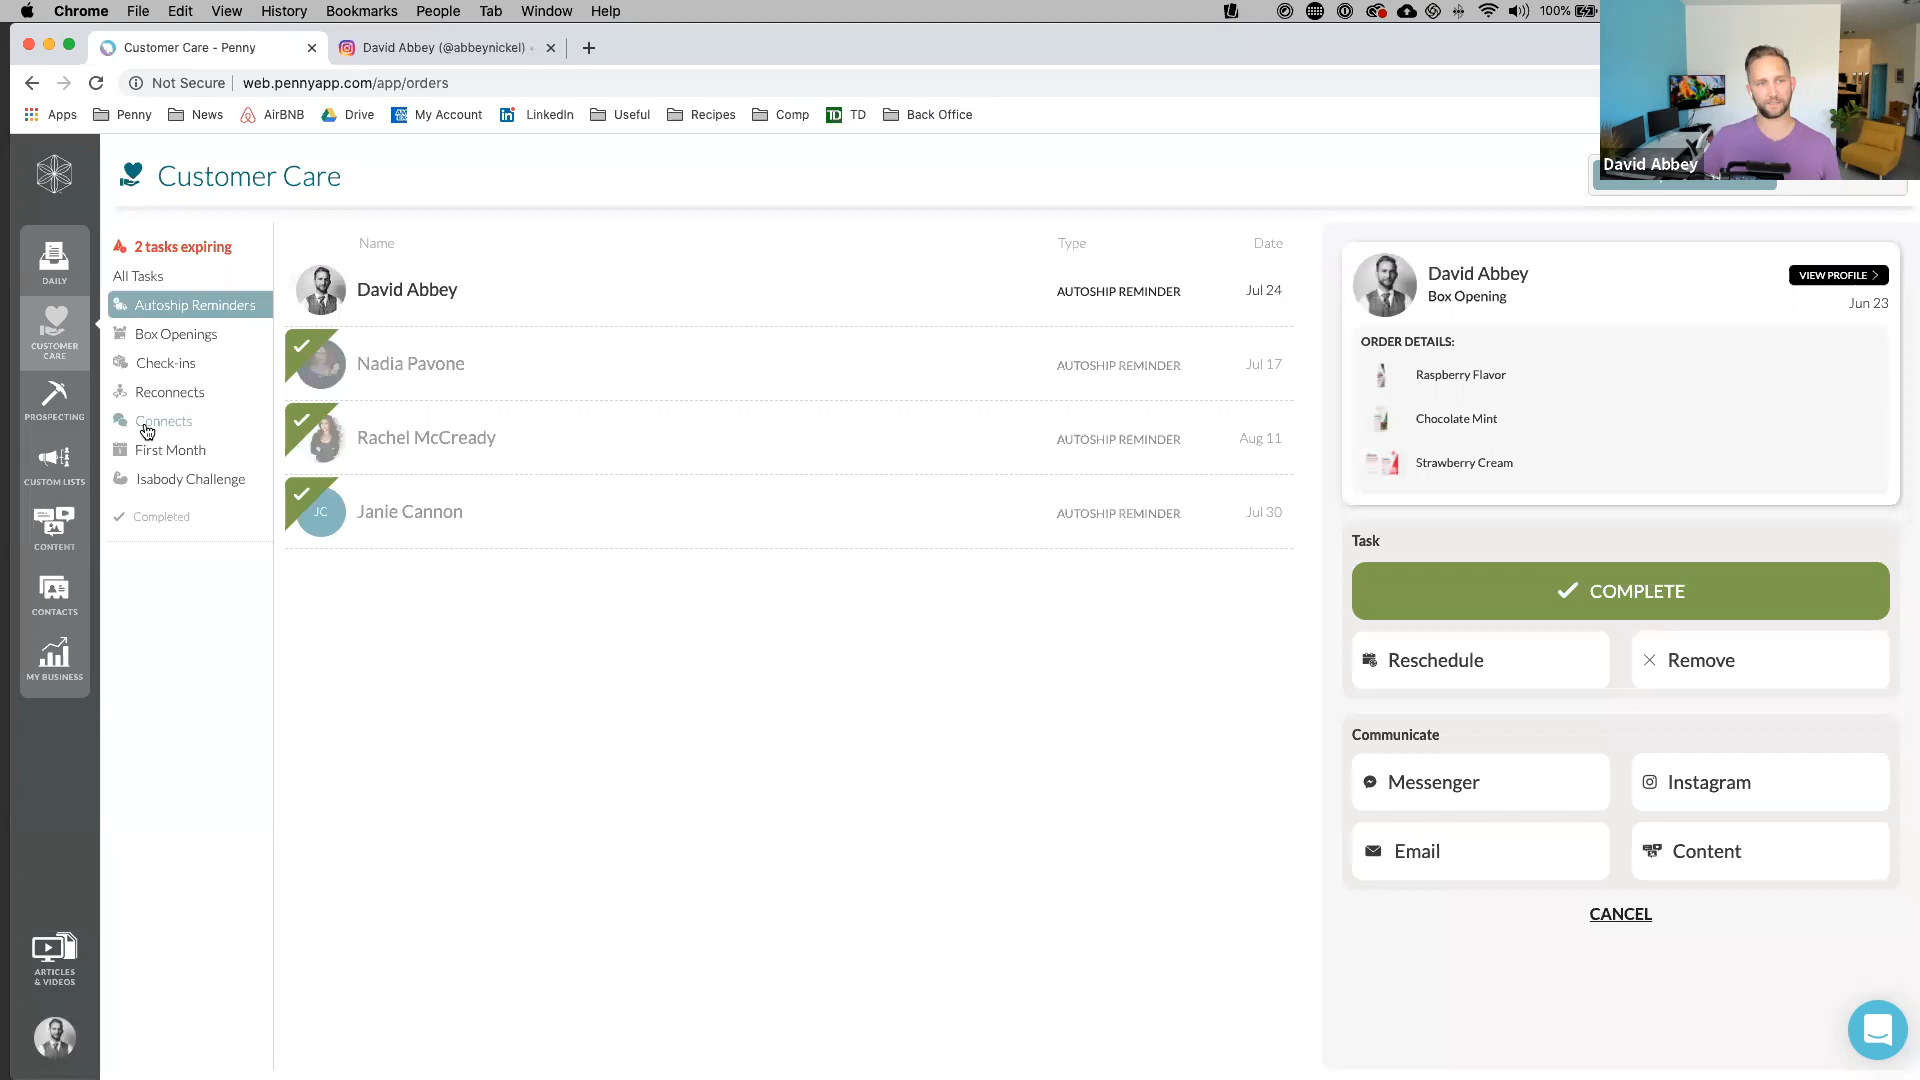 Chrome File Edit View History Bookmarks People Tab Window Help
100%
Customer Care - Penny
David Abbey (@abbeynickel) -
Not Secure web.pennyapp.com/app/orders
Apps Penny News AirBNB Drive My Account LinkedIn Useful Recipes Comp TD TD Back Office
David Abbey
Customer Care
DAILY
CUSTOMER
CARE
PROSPECTING
CUSTOM LISTS
CONTENT
CONTACTS
MY BUSINESS
ARTICLES
& VIDEOS
2 tasks expiring
All Tasks
Autoship Reminders
Box Openings
Check-ins
Reconnects
Connects
First Month
Isabody Challenge
Completed
Name Type Date
David Abbey AUTOSHIP REMINDER Jul 24
Nadia Pavone AUTOSHIP REMINDER Jul 17
Rachel McCready AUTOSHIP REMINDER Aug 11
JC Janie Cannon AUTOSHIP REMINDER Jul 30
David Abbey
Box Opening
VIEW PROFILE >
Jun 23
ORDER DETAILS:
Raspberry Flavor
Chocolate Mint
Strawberry Cream
Task
COMPLETE
Reschedule
Remove
Communicate
Messenger
Instagram
Email
Content
CANCEL